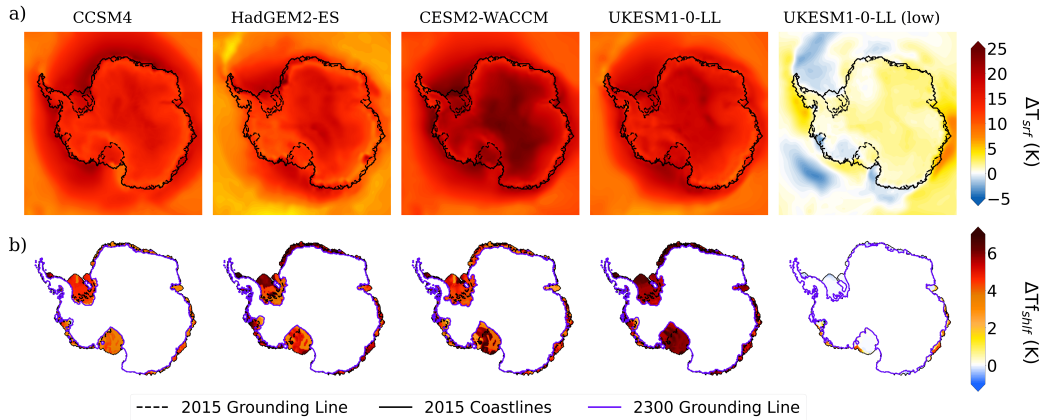 a)
CCSM4 HadGEM2-ES CESM2-WACCM UKESM1-0-LL UKESM1-0-LL (low)
25
20
15
10
5
0
−5
ΔT_srf (K)
b)
6
4
2
0
ΔTf_shlf (K)
2015 Grounding Line 2015 Coastlines 2300 Grounding Line